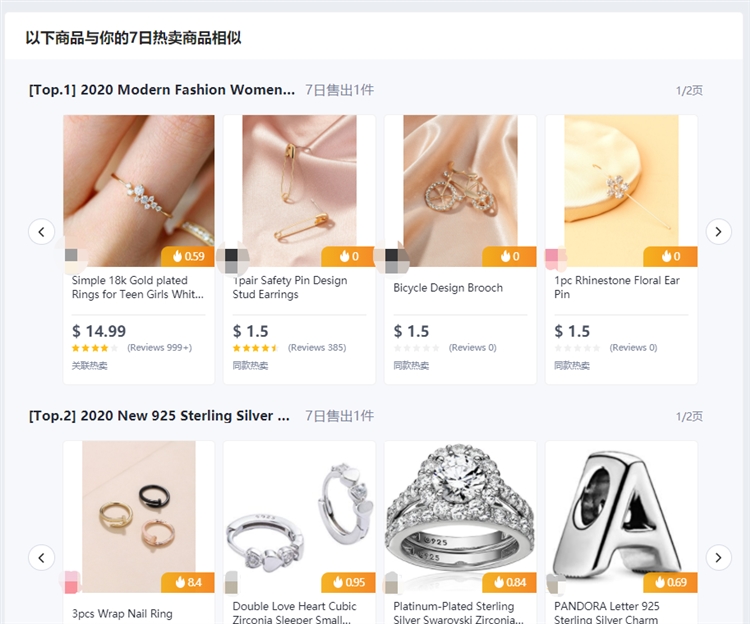 以下商品与你的7日热卖商品相似
[Top.1] 2020 Modern Fashion Women... 7日售出1件 1/2页
0.59 0 0 0
Simple 18k Gold plated
Rings for Teen Girls Whit...
1pair Safety Pin Design
Stud Earrings
Bicycle Design Brooch
1pc Rhinestone Floral Ear
Pin
$ 14.99 $ 1.5 $ 1.5 $ 1.5
(Reviews 999+) (Reviews 385) (Reviews 0) (Reviews 0)
关联热卖 同款热卖 同款热卖 同款热卖
[Top.2] 2020 New 925 Sterling Silver ... 7日售出1件 1/2页
925
925
8.4 0.95 0.84 0.69
3pcs Wrap Nail Ring
Double Love Heart Cubic
Zirconia Sleeper Small...
Platinum-Plated Sterling
Silver Swarovski Zirconia...
PANDORA Letter 925
Sterling Silver Charm